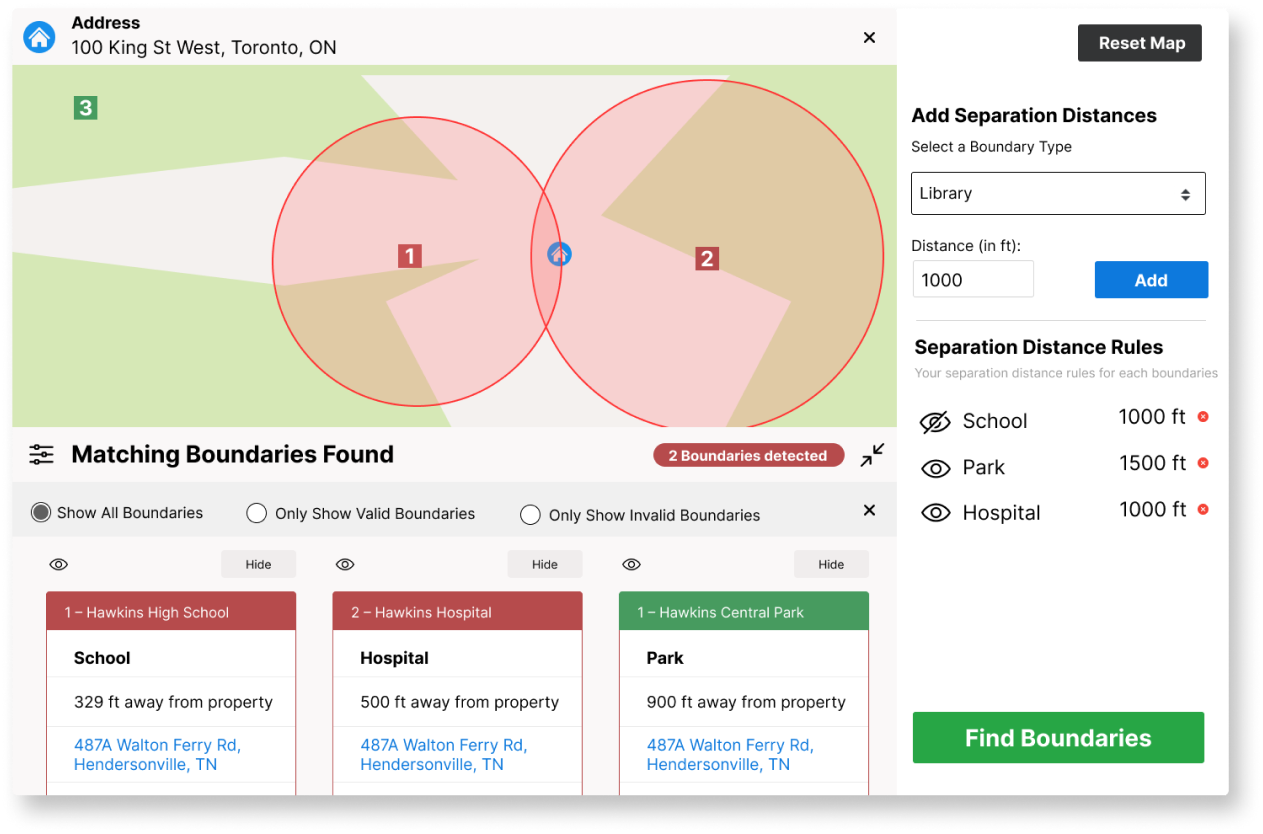 Address
100 King St West, Toronto, ON
Reset Map
3
1
2
Add Separation Distances
Select a Boundary Type
Library
Distance (in ft):
1000
Add
Separation Distance Rules
Your separation distance rules for each boundaries
School 1000 ft
Park 1500 ft
Hospital 1000 ft
Find Boundaries
Matching Boundaries Found
2 Boundaries detected
Show All Boundaries
Only Show Valid Boundaries
Only Show Invalid Boundaries
Hide
1 – Hawkins High School
School
329 ft away from property
487A Walton Ferry Rd,
Hendersonville, TN
Hide
2 – Hawkins Hospital
Hospital
500 ft away from property
487A Walton Ferry Rd,
Hendersonville, TN
Hide
1 – Hawkins Central Park
Park
900 ft away from property
487A Walton Ferry Rd,
Hendersonville, TN